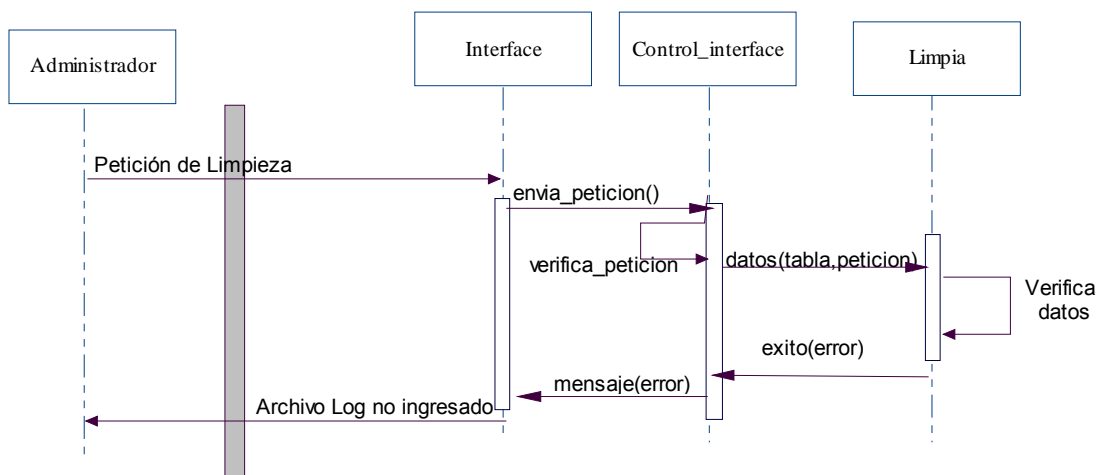 Administrador
Interface
Control_interface
Limpia
Petición de Limpieza
envia_peticion()
verifica_peticion
datos(tabla,peticion)
Verifica
datos
exito(error)
mensaje(error)
Archivo Log no ingresado